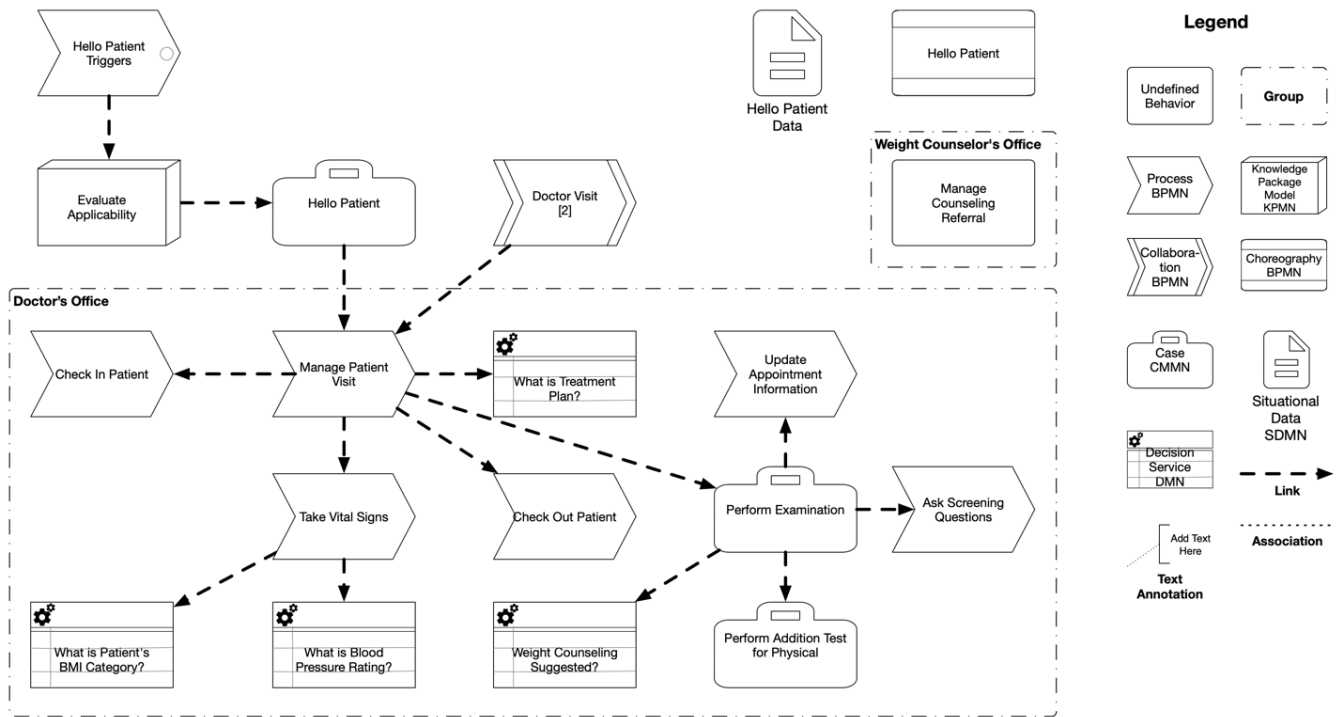 Hello Patient
Triggers
Hello Patient
Data
Hello Patient
Evaluate
Applicability
Hello Patient
Doctor Visit
[2]
Weight Counselor's Office
Manage
Counseling
Referral
Doctor's Office
Check In Patient
Manage Patient
Visit
What is Treatment
Plan?
Update
Appointment
Information
Take Vital Signs
Check Out Patient
Perform Examination
Ask Screening
Questions
What is Patient's
BMI Category?
What is Blood
Pressure Rating?
Weight Counseling
Suggested?
Perform Addition Test
for Physical
Legend
Undefined
Behavior
Group
Process
BPMN
Knowledge
Package
Model
KPMN
Collabora-
tion
BPMN
Choreography
BPMN
Case
CMMN
Situational
Data
SDMN
Decision
Service
DMN
Link
Add Text
Here
Text
Annotation
Association